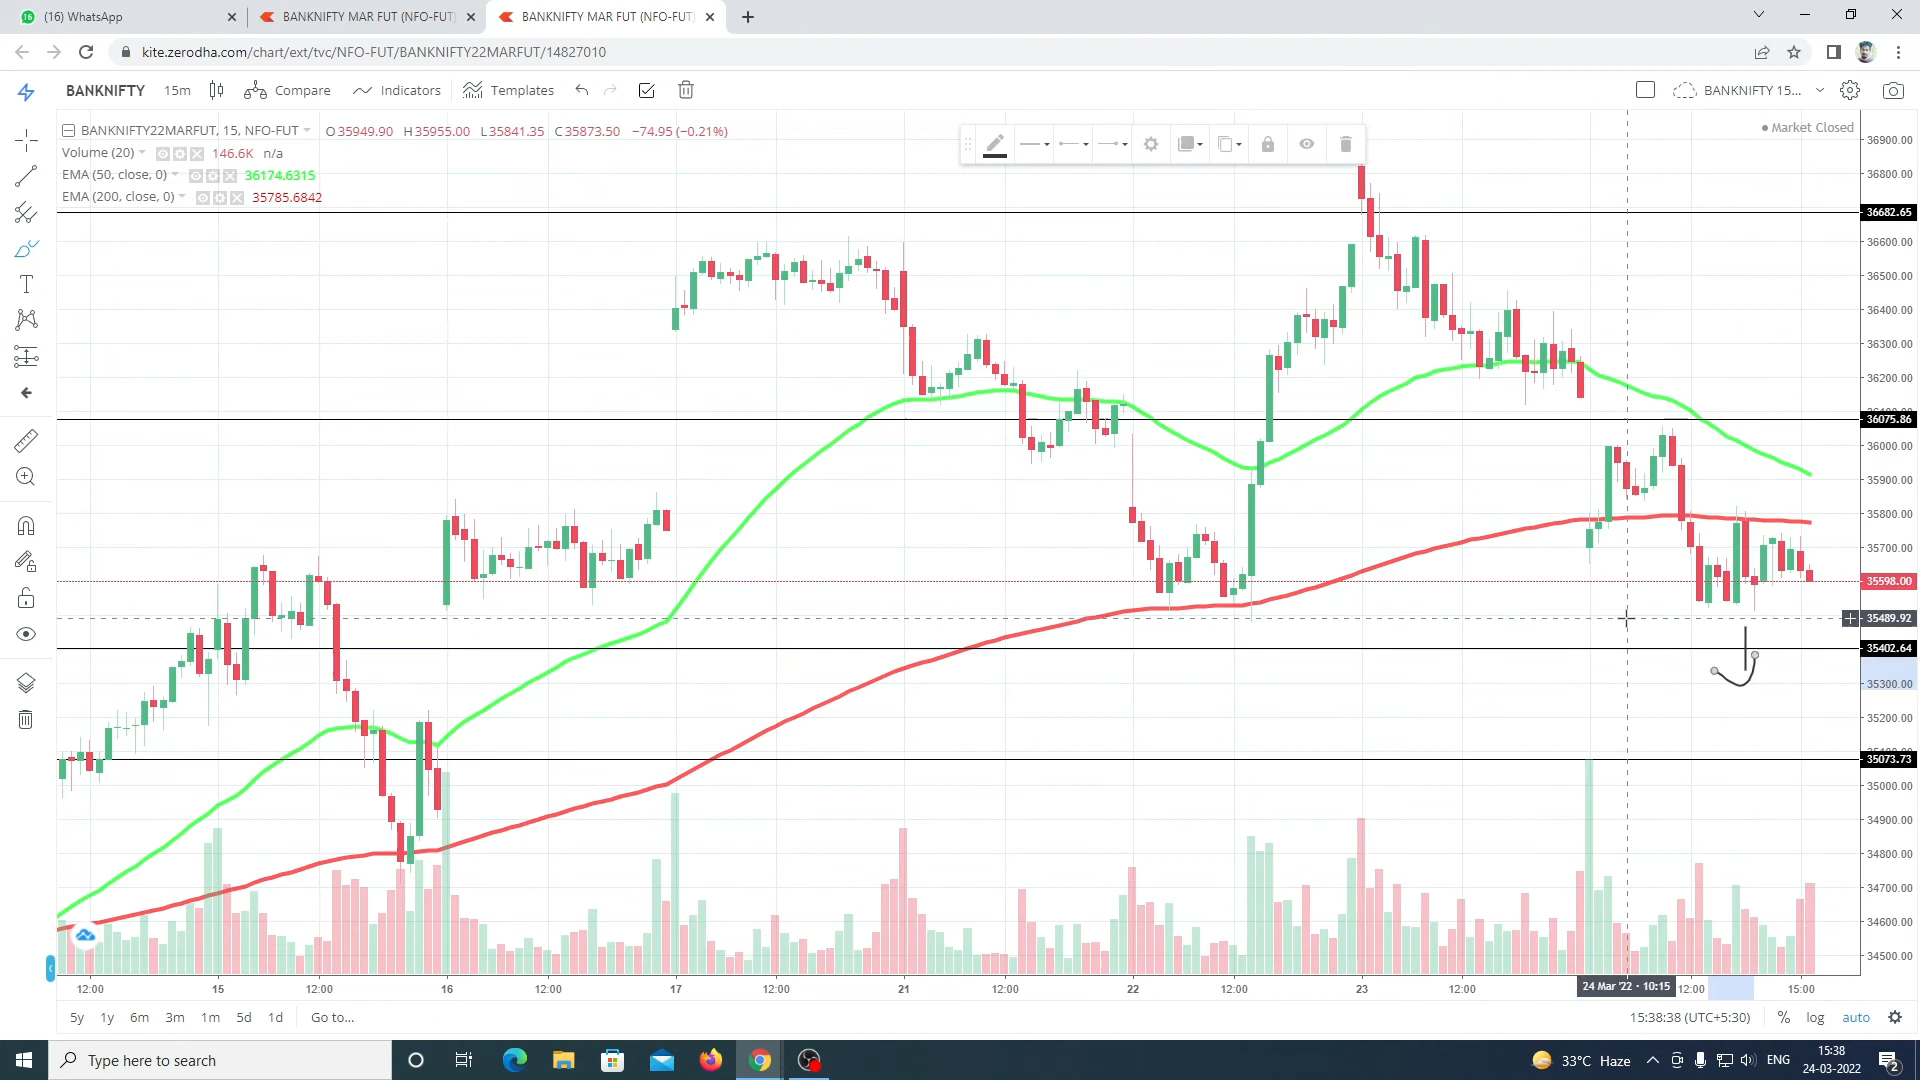 (16) WhatsApp
BANKNIFTY MAR FUT (NFO-FUT)
BANKNIFTY MAR FUT (NFO-FUT)
kite.zerodha.com/chart/ext/tvc/NFO-FUT/BANKNIFTY22MARFUT/14827010
BANKNIFTY 15m Compare Indicators Templates BANKNIFTY 15...
BANKNIFTY22MARFUT, 15, NFO-FUT O35949.90 H35955.00 L35841.35 C35873.50 −74.95 (−0.21%)
Market Closed
Volume (20) 146.6K n/a
EMA (50, close, 0) 36174.6315
EMA (200, close, 0) 35785.6842
36900.00
36800.00
36682.65
36600.00
36500.00
36400.00
36300.00
36200.00
36075.86
36000.00
35900.00
35800.00
35700.00
35598.00
35489.92
35402.64
35300.00
35200.00
35073.73
35000.00
34900.00
34800.00
34700.00
34600.00
34500.00
12:00 15 12:00 16 12:00 17 12:00 21 12:00 22 12:00 23 12:00 24 Mar '22 · 10:15 12:00 15:00
5y 1y 6m 3m 1m 5d 1d Go to... 15:38:38 (UTC+5:30) % log auto
Type here to search
33°C Haze ENG
15:38
24-03-2022
2